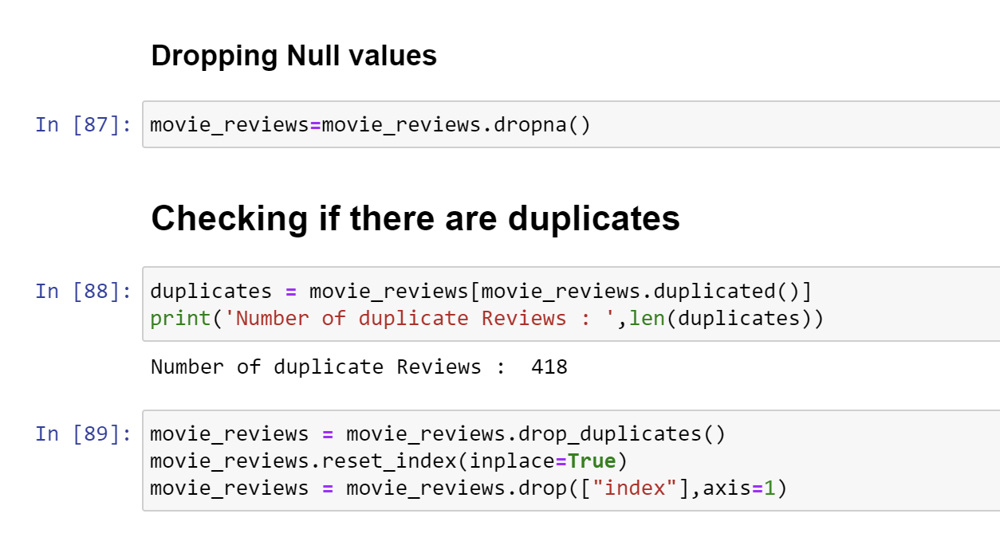 Dropping Null values
In [87]: movie_reviews=movie_reviews.dropna()
Checking if there are duplicates
In [88]: duplicates = movie_reviews[movie_reviews.duplicated()]
print('Number of duplicate Reviews : ',len(duplicates))
Number of duplicate Reviews :  418
In [89]: movie_reviews = movie_reviews.drop_duplicates()
movie_reviews.reset_index(inplace=True)
movie_reviews = movie_reviews.drop(["index"],axis=1)